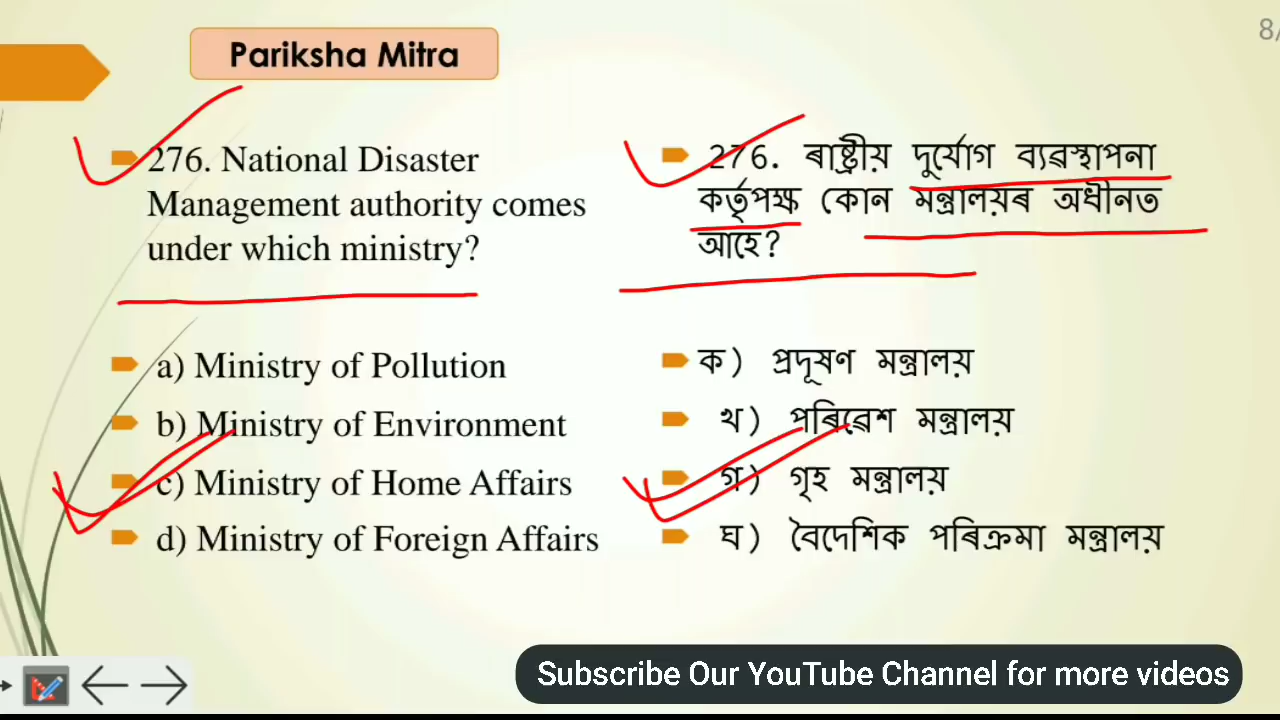 Pariksha Mitra
8/
276. National Disaster
Management authority comes
under which ministry?
a) Ministry of Pollution
b) Ministry of Environment
c) Ministry of Home Affairs
d) Ministry of Foreign Affairs
276. ৰাষ্ট্ৰীয় দুৰ্যোগ ব্যৱস্থাপনা
কৰ্তৃপক্ষ কোন মন্ত্ৰালয়ৰ অধীনত
আহে?
ক) প্ৰদূষণ মন্ত্ৰালয়
খ) পৰিৱেশ মন্ত্ৰালয়
গ) গৃহ মন্ত্ৰালয়
ঘ) বৈদেশিক পৰিক্ৰমা মন্ত্ৰালয়
Subscribe Our YouTube Channel for more videos